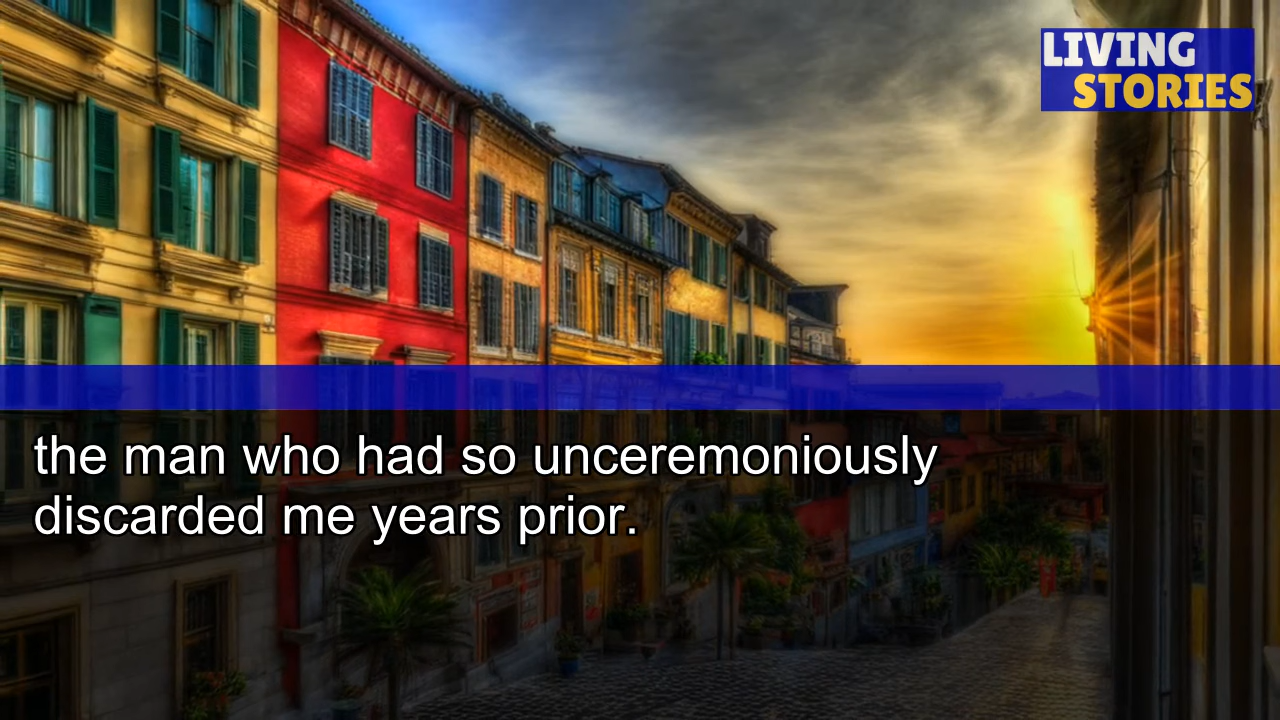 LIVING
STORIES
the man who had so unceremoniously
discarded me years prior.